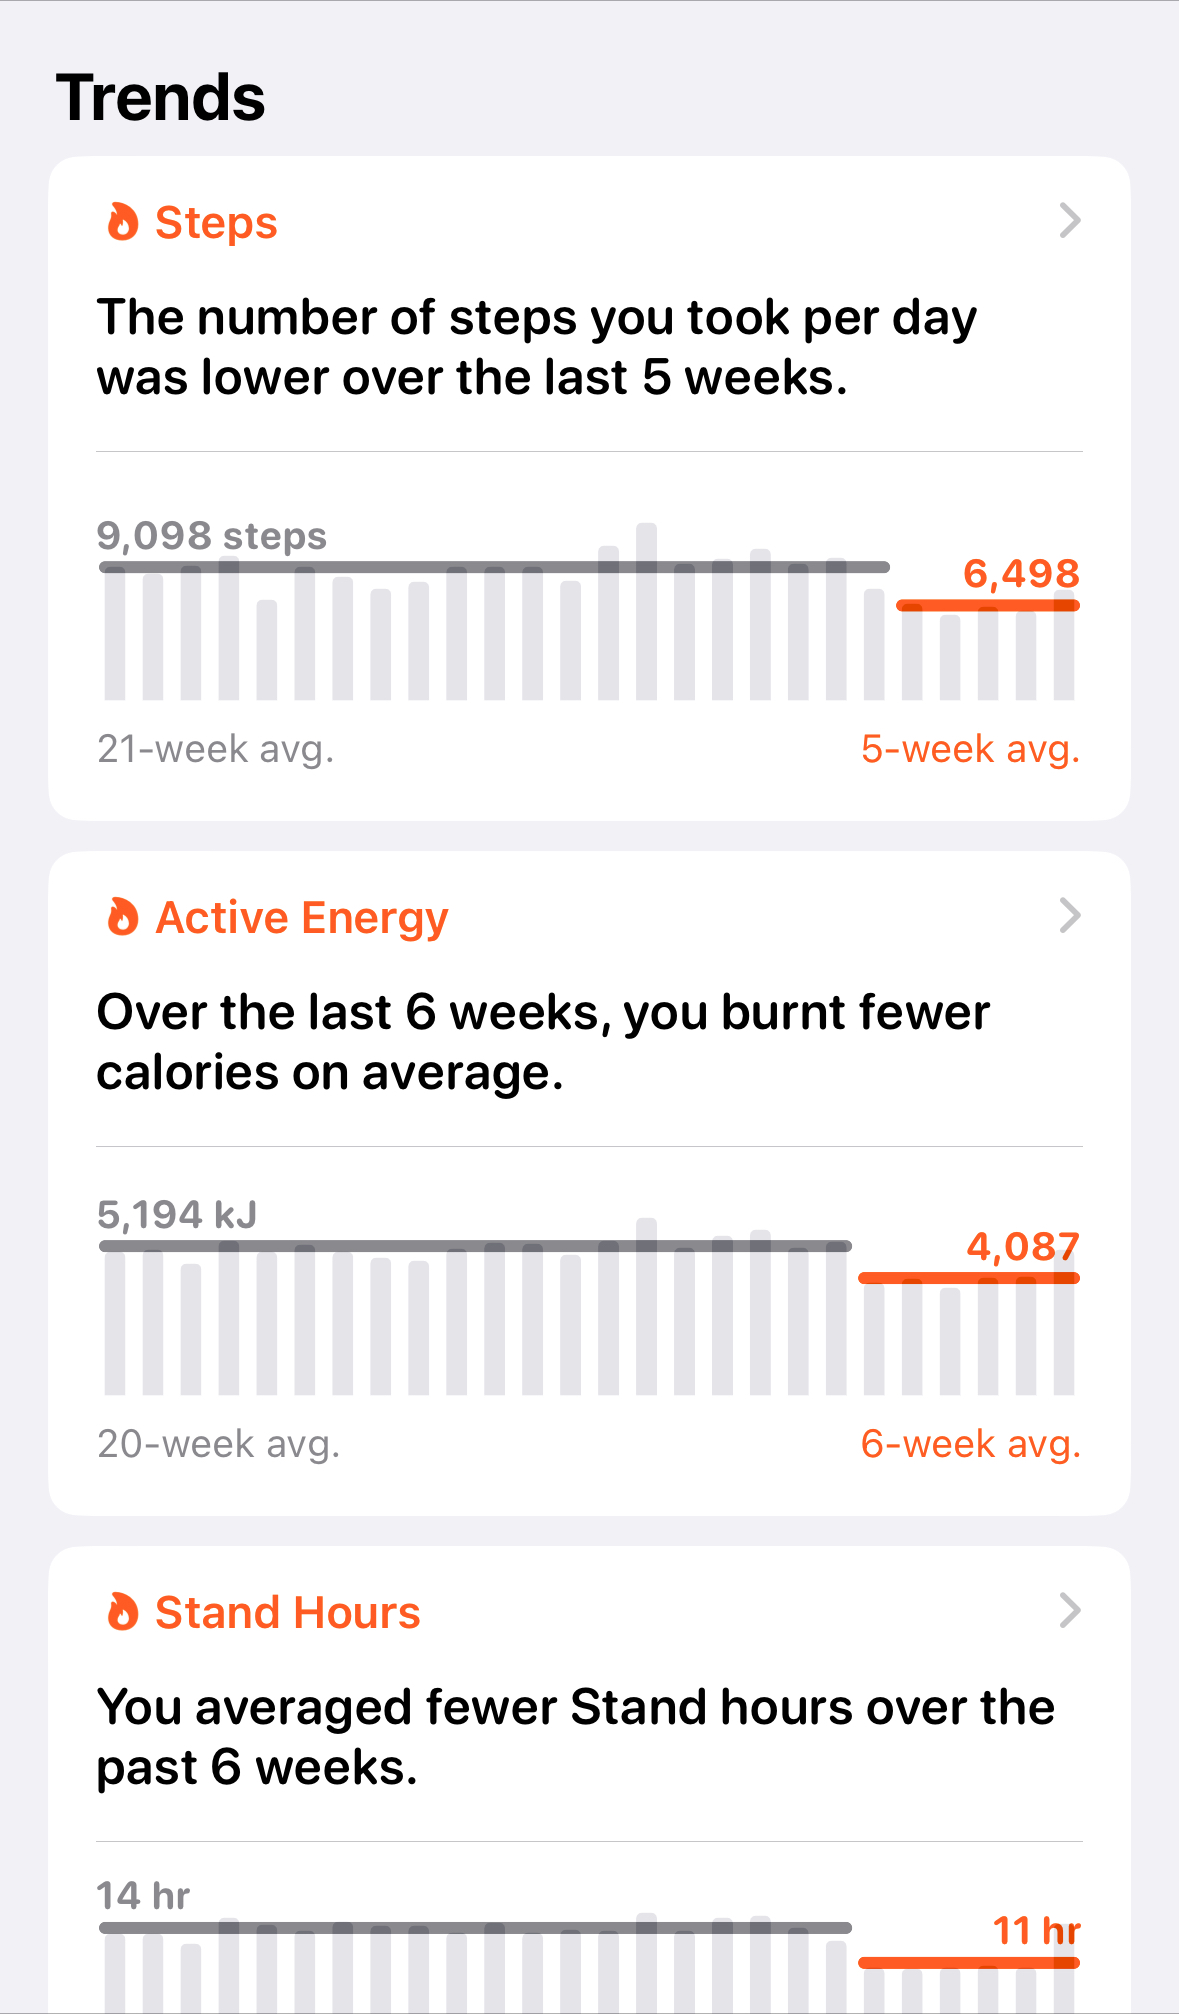 Trends
Steps
The number of steps you took per day
was lower over the last 5 weeks.
9,098 steps
6,498
21-week avg.
5-week avg.
Active Energy
Over the last 6 weeks, you burnt fewer
calories on average.
5,194 kJ
4,087
20-week avg.
6-week avg.
Stand Hours
You averaged fewer Stand hours over the
past 6 weeks.
14 hr
11 hr